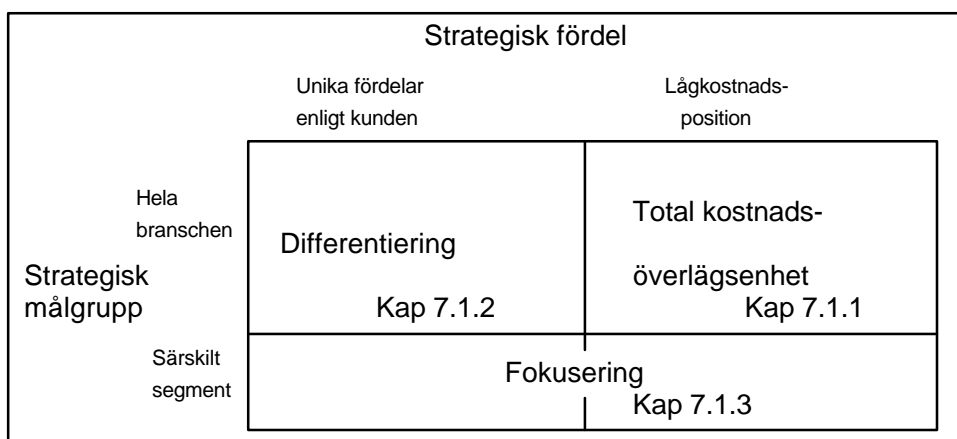 Strategisk fördel
Unika fördelar
enligt kunden
Lågkostnads-
position
Hela
branschen
Strategisk
målgrupp
Differentiering
Kap 7.1.2
Total kostnads-
överlägsenhet
Kap 7.1.1
Särskilt
segment
Fokusering
Kap 7.1.3